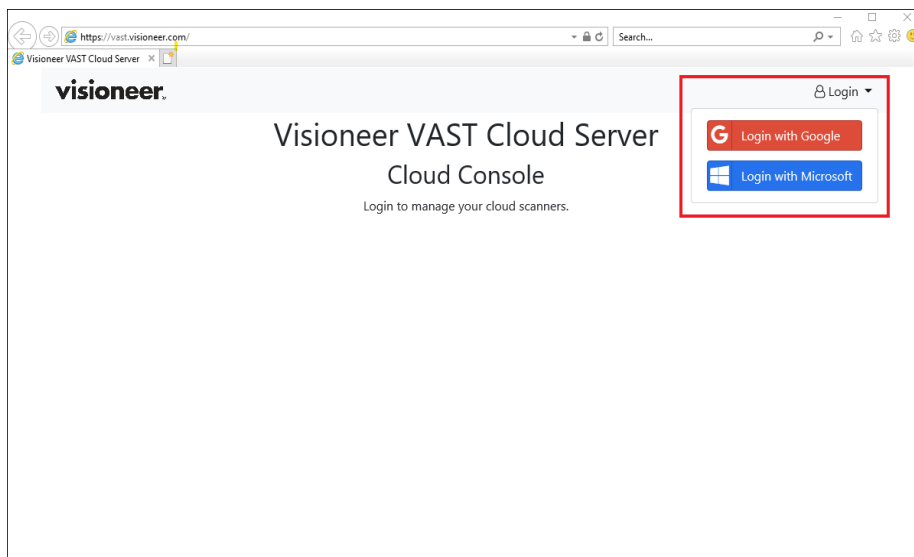 https://vast.visioneer.com/
Search...
Visioneer VAST Cloud Server
visioneer
Login
Visioneer VAST Cloud Server
Login with Google
Cloud Console
Login with Microsoft
Login to manage your cloud scanners.